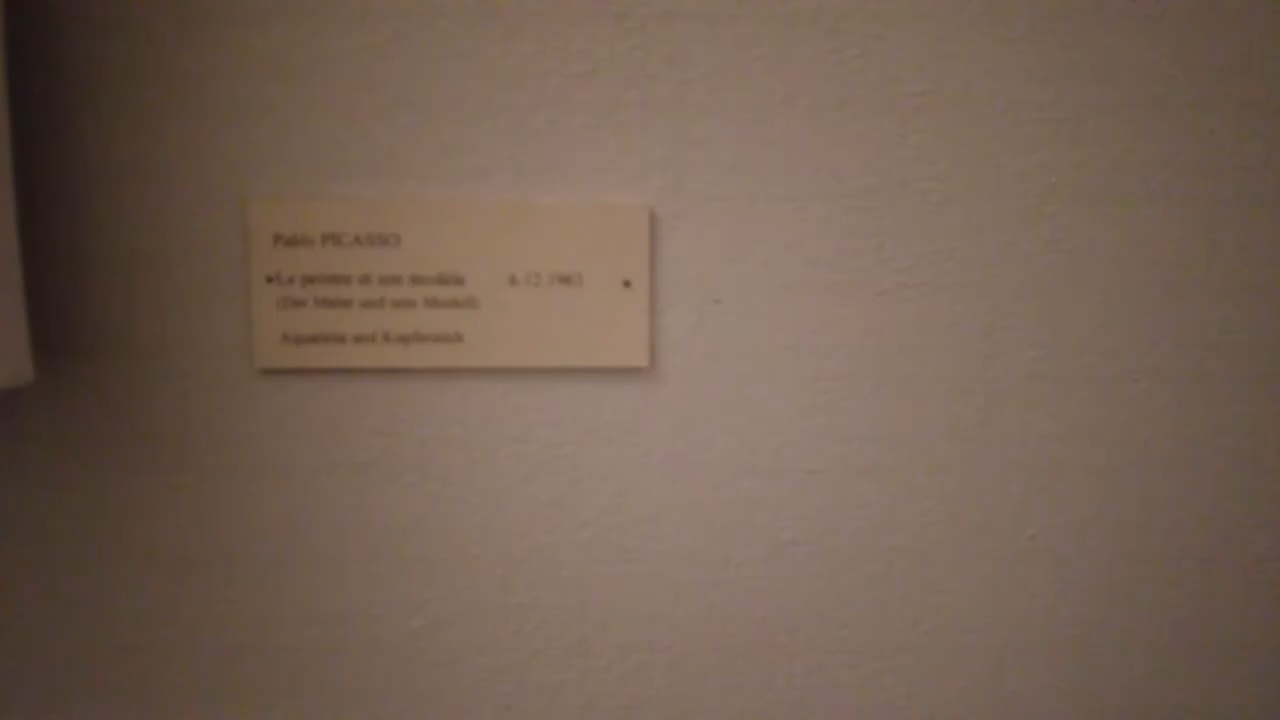 Pablo PICASSO
Le peintre et son modèle
(Der Maler und sein Modell)
Aquatinta und Kupferstich